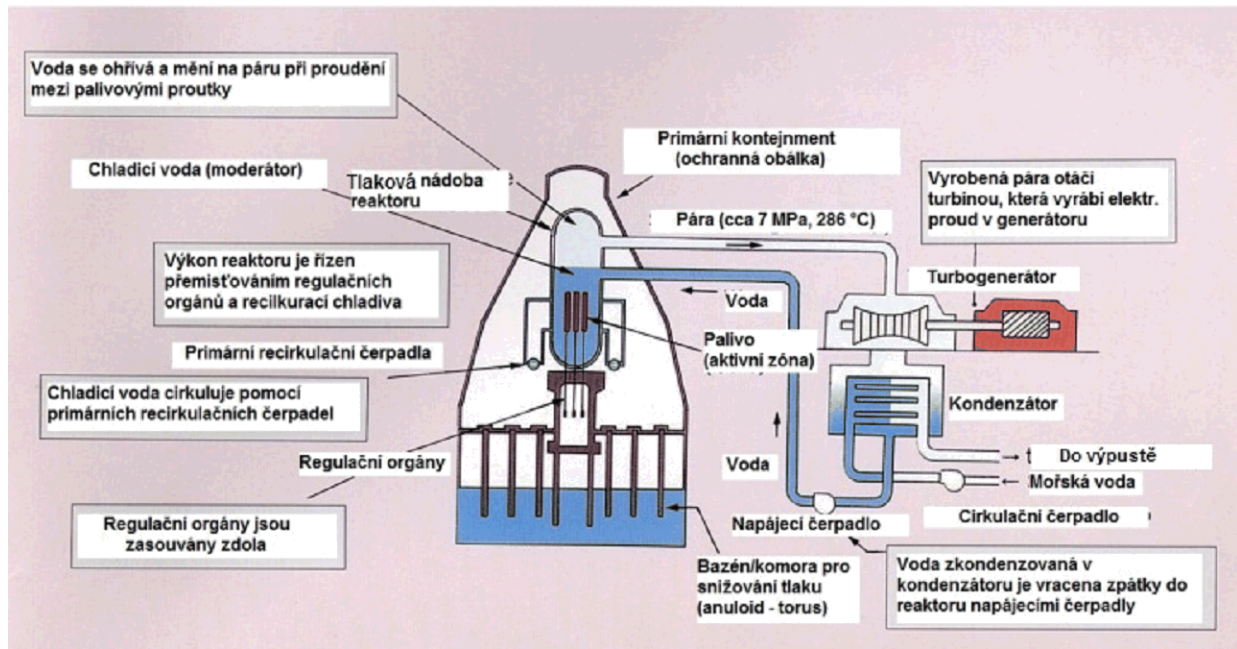 Voda se ohřívá a mění na páru při proudění
mezi palivovými proutky
Primární kontejnment
(ochranná obálka)
Chladicí voda (moderátor)
Tlaková nádoba
reaktoru
Vyrobená pára otáčí
turbínou, která vyrábí elektr.
proud v generátoru
Pára (cca 7 MPa, 286 °C)
Výkon reaktoru je řízen
přemisťováním regulačních
orgánů a recilkurací chladiva
Turbogenerátor
Voda
Primární recirkulační čerpadla
Palivo
(aktivní zóna)
Chladicí voda cirkuluje pomocí
primárních recirkulačních čerpadel
Kondenzátor
Regulační orgány
Voda
Do výpustě
Mořská voda
Regulační orgány jsou
zasouvány zdola
Napájecí čerpadlo
Cirkulační čerpadlo
Bazén/komora pro
snižování tlaku
(anuloid - torus)
Voda zkondenzovaná v
kondenzátoru je vracena zpátky do
reaktoru napájecími čerpadly